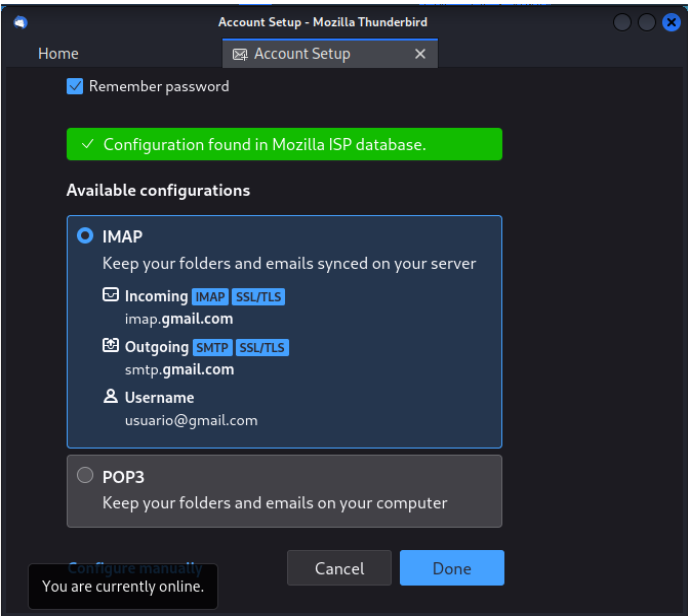 Account Setup - Mozilla Thunderbird
Home
Account Setup
Remember password
Configuration found in Mozilla ISP database.
Available configurations
IMAP
Keep your folders and emails synced on your server
Incoming IMAP SSL/TLS
imap.gmail.com
Outgoing SMTP SSL/TLS
smtp.gmail.com
Username
usuario@gmail.com
POP3
Keep your folders and emails on your computer
Configure manually
Cancel
Done
You are currently online.